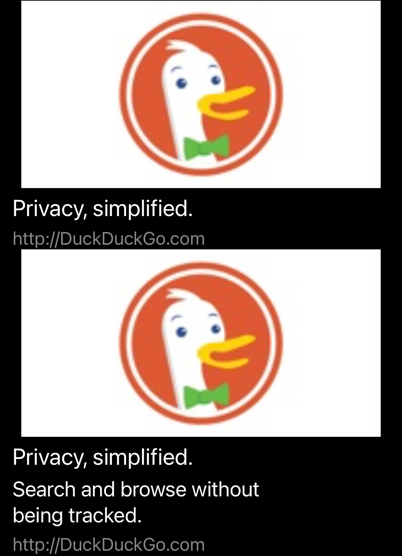 Privacy, simplified.
http://DuckDuckGo.com
Privacy, simplified.
Search and browse without
being tracked.
http://DuckDuckGo.com